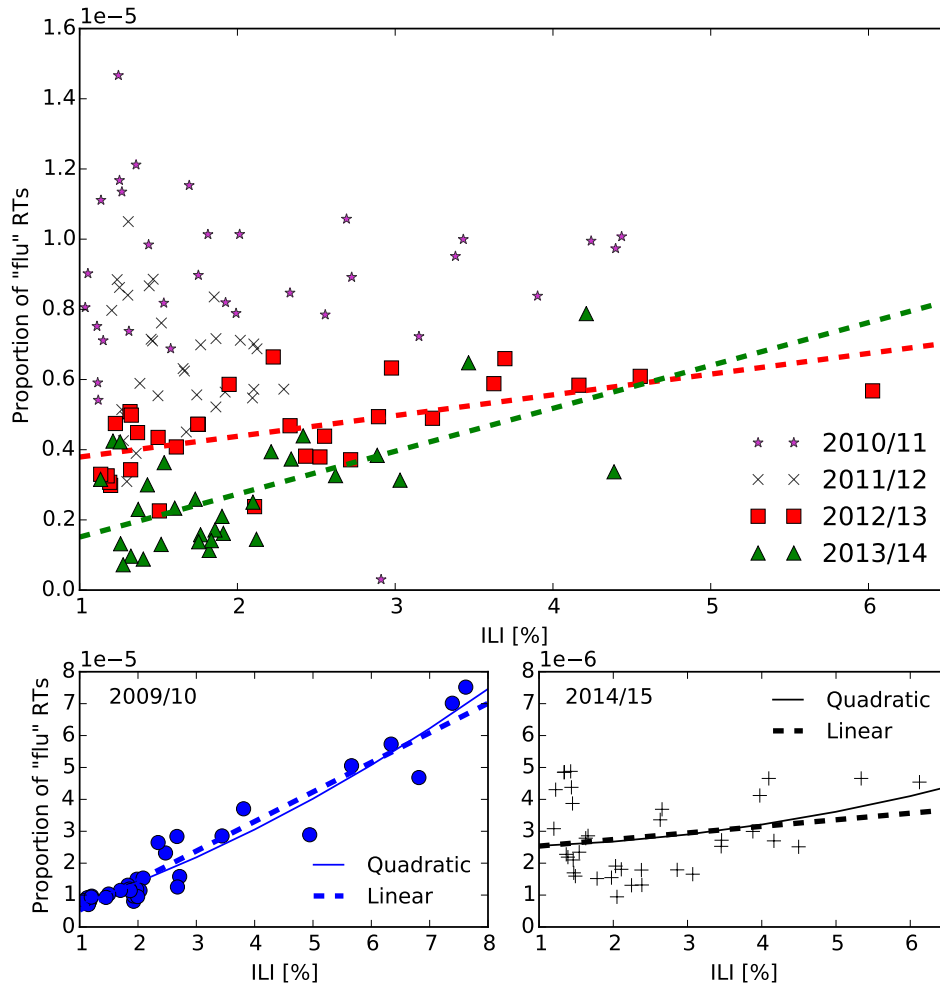 1e-5
1.6
1.4
1.2
1.0
0.8
0.6
0.4
0.2
0.0
Proportion of "flu" RTs
2010/11
2011/12
2012/13
2013/14
1 2 3 4 5 6
ILI [%]
1e-5
8
7
6
5
4
3
2
1
0
Proportion of "flu" RTs
2009/10
Quadratic
Linear
1 2 3 4 5 6 7 8
ILI [%]
1e-6
8
7
6
5
4
3
2
1
0
2014/15
Quadratic
Linear
1 2 3 4 5 6
ILI [%]